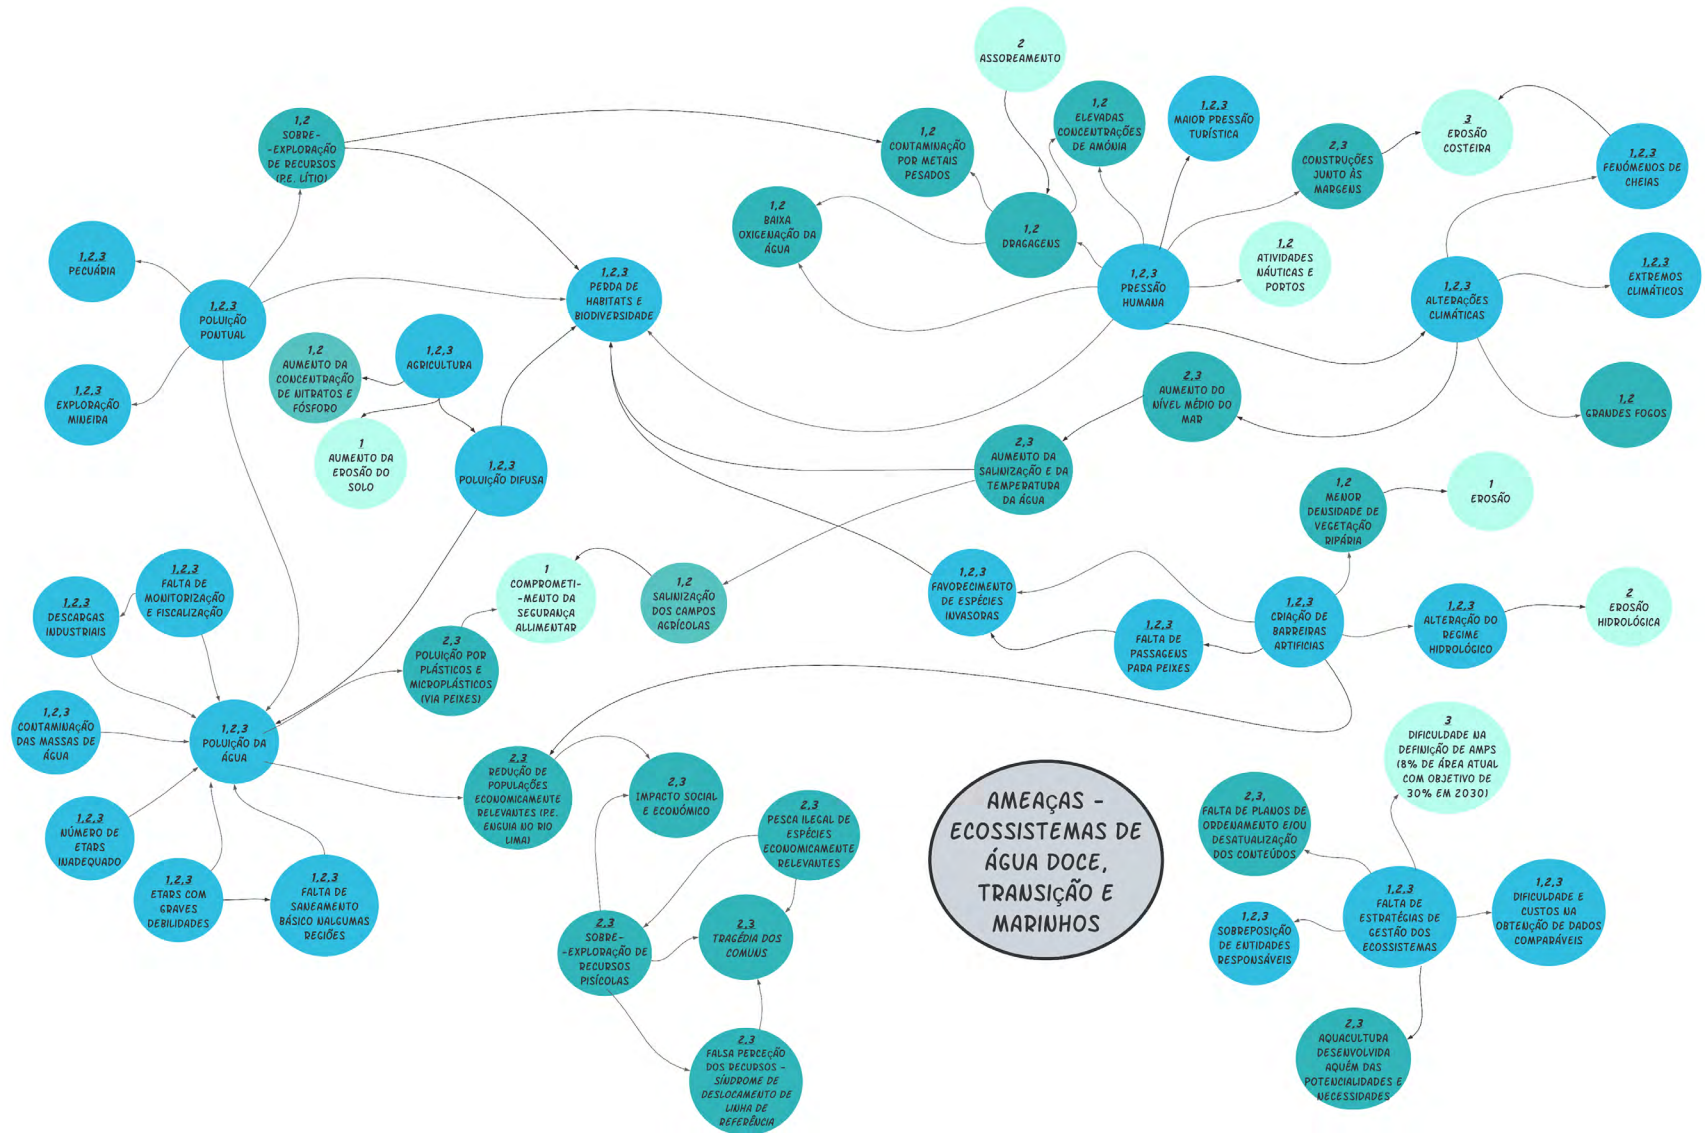 2
ASSOREAMENTO
1,2
SOBRE-
-EXPLORAÇÃO
DE RECURSOS
(P.E. LÍTIO)
1,2
CONTAMINAÇÃO
POR METAIS
PESADOS
1,2
ELEVADAS
CONCENTRAÇÕES
DE AMÓNIA
1,2,3
MAIOR PRESSÃO
TURÍSTICA
2,3
CONSTRUÇÕES
JUNTO ÀS
MARGENS
3
EROSÃO
COSTEIRA
1,2,3
FENÓMENOS DE
CHEIAS
1,2,3
PECUÁRIA
1,2,3
POLUIÇÃO
PONTUAL
1,2,3
PERDA DE
HABITATS E
BIODIVERSIDADE
1,2
BAIXA
OXIGENAÇÃO DA
ÁGUA
1,2
DRAGAGENS
1,2,3
PRESSÃO
HUMANA
1,2
ATIVIDADES
NÁUTICAS E
PORTOS
1,2,3
ALTERAÇÕES
CLIMÁTICAS
1,2,3
EXTREMOS
CLIMÁTICOS
1,2,3
EXPLORAÇÃO
MINEIRA
1,2
AUMENTO DA
CONCENTRAÇÃO
DE NITRATOS E
FÓSFORO
1,2,3
AGRICULTURA
1
AUMENTO DA
EROSÃO DO
SOLO
1,2,3
POLUIÇÃO DIFUSA
2,3
AUMENTO DO
NÍVEL MÉDIO DO
MAR
1,2
GRANDES FOGOS
2,3
AUMENTO DA
SALINIZAÇÃO E DA
TEMPERATURA
DA ÁGUA
1,2
MENOR
DENSIDADE DE
VEGETAÇÃO
RIPÁRIA
1
EROSÃO
1,2,3
DESCARGAS
INDUSTRIAIS
1,2,3
FALTA DE
MONITORIZAÇÃO
E FISCALIZAÇÃO
1
COMPROMETI-
-MENTO DA
SEGURANÇA
ALLIMENTAR
1,2
SALINIZAÇÃO
DOS CAMPOS
AGRÍCOLAS
1,2,3
FAVORECIMENTO
DE ESPÉCIES
INVASORAS
1,2,3
FALTA DE
PASSAGENS
PARA PEIXES
1,2,3
CRIAÇÃO DE
BARREIRAS
ARTIFICIAS
1,2,3
ALTERAÇÃO DO
REGIME
HIDROLÓGICO
2
EROSÃO
HIDROLÓGICA
2,3
POLUIÇÃO POR
PLÁSTICOS E
MICROPLÁSTICOS
(VIA PEIXES)
1,2,3
CONTAMINAÇÃO
DAS MASSAS DE
ÁGUA
1,2,3
POLUIÇÃO DA
ÁGUA
1,2,3
NÚMERO DE
ETARS
INADEQUADO
1,2,3
ETARS COM
GRAVES
DEBILIDADES
1,2,3
FALTA DE
SANEAMENTO
BÁSICO NALGUMAS
REGIÕES
2,3
REDUÇÃO DE
POPULAÇÕES
ECONOMICAMENTE
RELEVANTES (P.E.
ENGUIA NO RIO
LIMA)
2,3
IMPACTO SOCIAL
E ECONÓMICO
2,3
PESCA ILEGAL DE
ESPÉCIES
ECONOMICAMENTE
RELEVANTES
2,3
SOBRE-
-EXPLORAÇÃO DE
RECURSOS
PISÍCOLAS
2,3
TRAGÉDIA DOS
COMUNS
2,3
FALSA PERCEÇÃO
DOS RECURSOS -
SÍNDROME DE
DESLOCAMENTO DE
LINHA DE
REFERÊNCIA
AMEAÇAS -
ECOSSISTEMAS DE
ÁGUA DOCE,
TRANSIÇÃO E
MARINHOS
3
DIFICULDADE NA
DEFINIÇÃO DE AMPS
(8% DE ÁREA ATUAL
COM OBJETIVO DE
30% EM 2030)
2,3,
FALTA DE PLANOS DE
ORDENAMENTO E/OU
DESATUALIZAÇÃO
DOS CONTEÚDOS
1,2,3
SOBREPOSIÇÃO
DE ENTIDADES
RESPONSÁVEIS
1,2,3
FALTA DE
ESTRATÉGIAS DE
GESTÃO DOS
ECOSSISTEMAS
1,2,3
DIFICULDADE E
CUSTOS NA
OBTENÇÃO DE DADOS
COMPARÁVEIS
2,3
AQUACULTURA
DESENVOLVIDA
AQUÉM DAS
POTENCIALIDADES E
NECESSIDADES